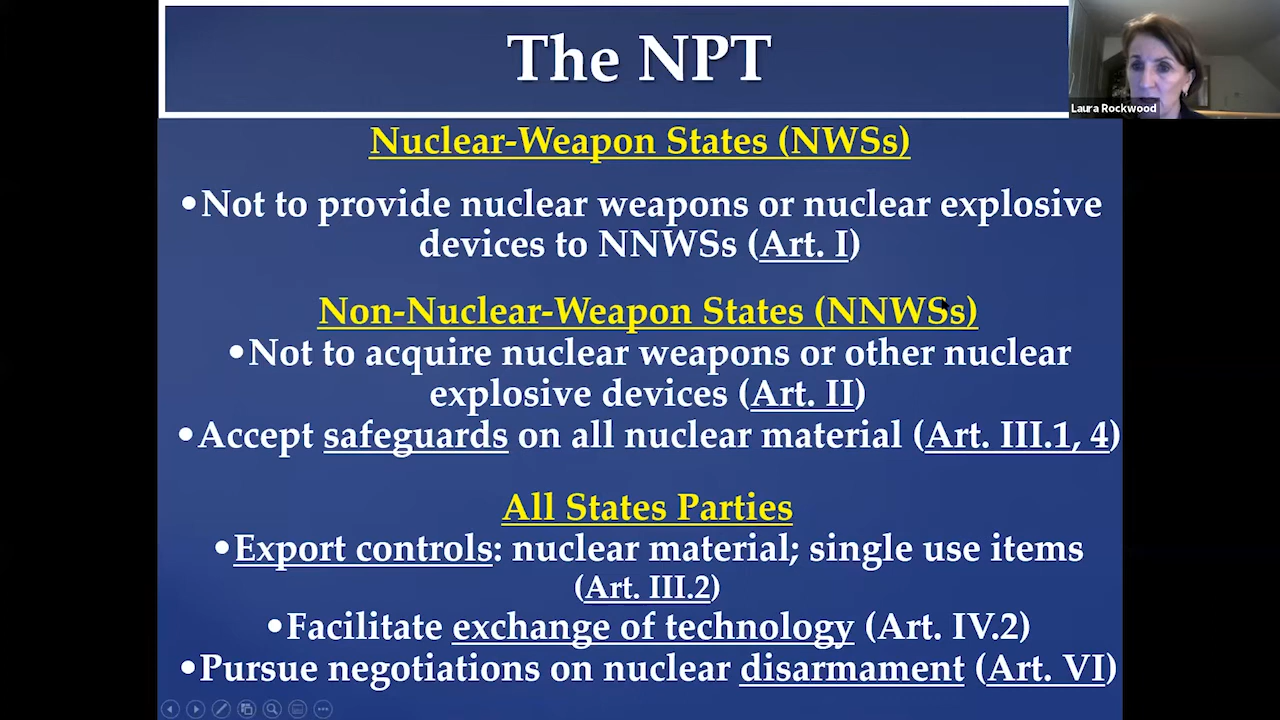 The NPT
Laura Rockwood
Nuclear-Weapon States (NWSs)
•Not to provide nuclear weapons or nuclear explosive
devices to NNWSs (Art. I)
Non-Nuclear-Weapon States (NNWSs)
•Not to acquire nuclear weapons or other nuclear
explosive devices (Art. II)
•Accept safeguards on all nuclear material (Art. III.1, 4)
All States Parties
•Export controls: nuclear material; single use items
(Art. III.2)
•Facilitate exchange of technology (Art. IV.2)
•Pursue negotiations on nuclear disarmament (Art. VI)